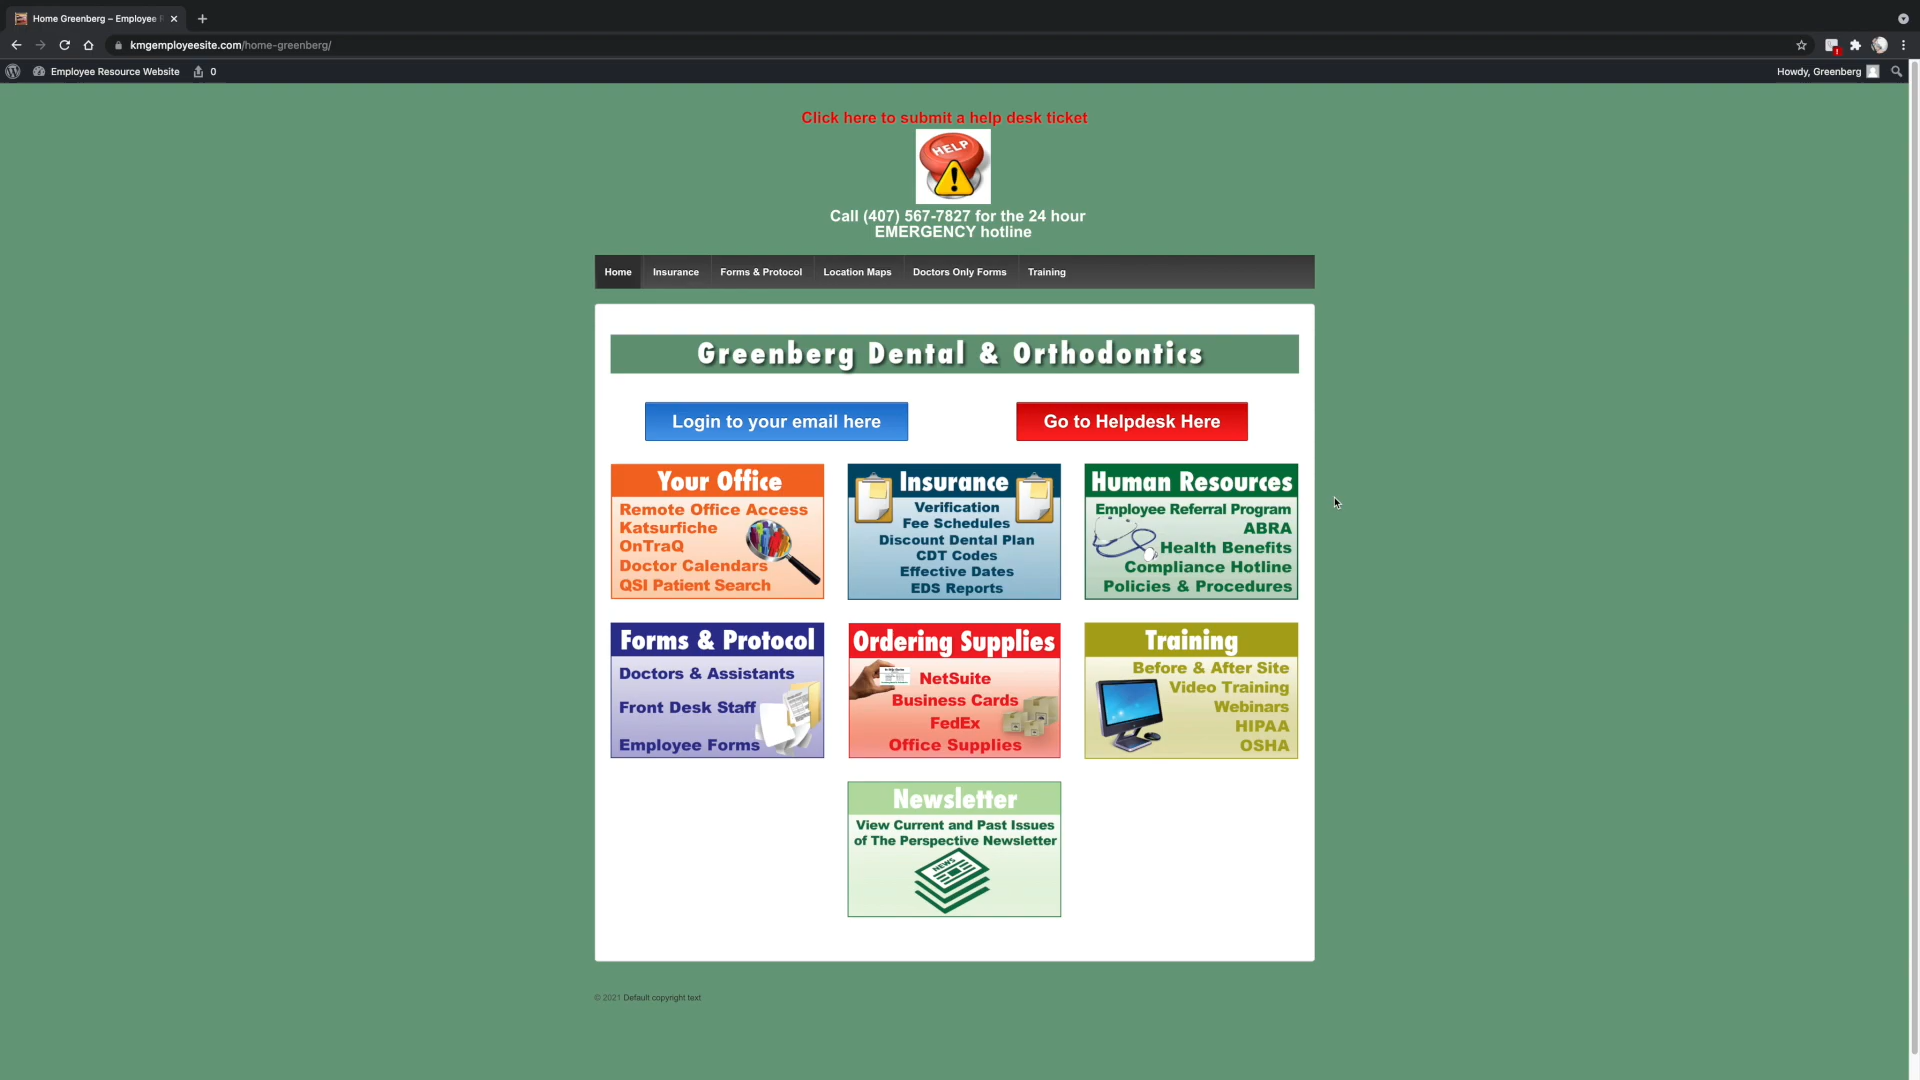 Home Greenberg – Employee R
kmgemployeesite.com/home-greenberg/
Employee Resource Website 0
Howdy, Greenberg
Click here to submit a help desk ticket
HELP
Call (407) 567-7827 for the 24 hour
EMERGENCY hotline
Home Insurance Forms & Protocol Location Maps Doctors Only Forms Training
Greenberg Dental & Orthodontics
Login to your email here
Go to Helpdesk Here
Your Office
Remote Office Access
Katsurfiche
OnTraQ
Doctor Calendars
QSI Patient Search
Insurance
Verification
Fee Schedules
Discount Dental Plan
CDT Codes
Effective Dates
EDS Reports
Human Resources
Employee Referral Program
ABRA
Health Benefits
Compliance Hotline
Policies & Procedures
Forms & Protocol
Doctors & Assistants
Front Desk Staff
Employee Forms
Ordering Supplies
NetSuite
Business Cards
FedEx
Office Supplies
Training
Before & After Site
Video Training
Webinars
HIPAA
OSHA
Newsletter
View Current and Past Issues
of The Perspective Newsletter
NEWS
© 2021 Default copyright text